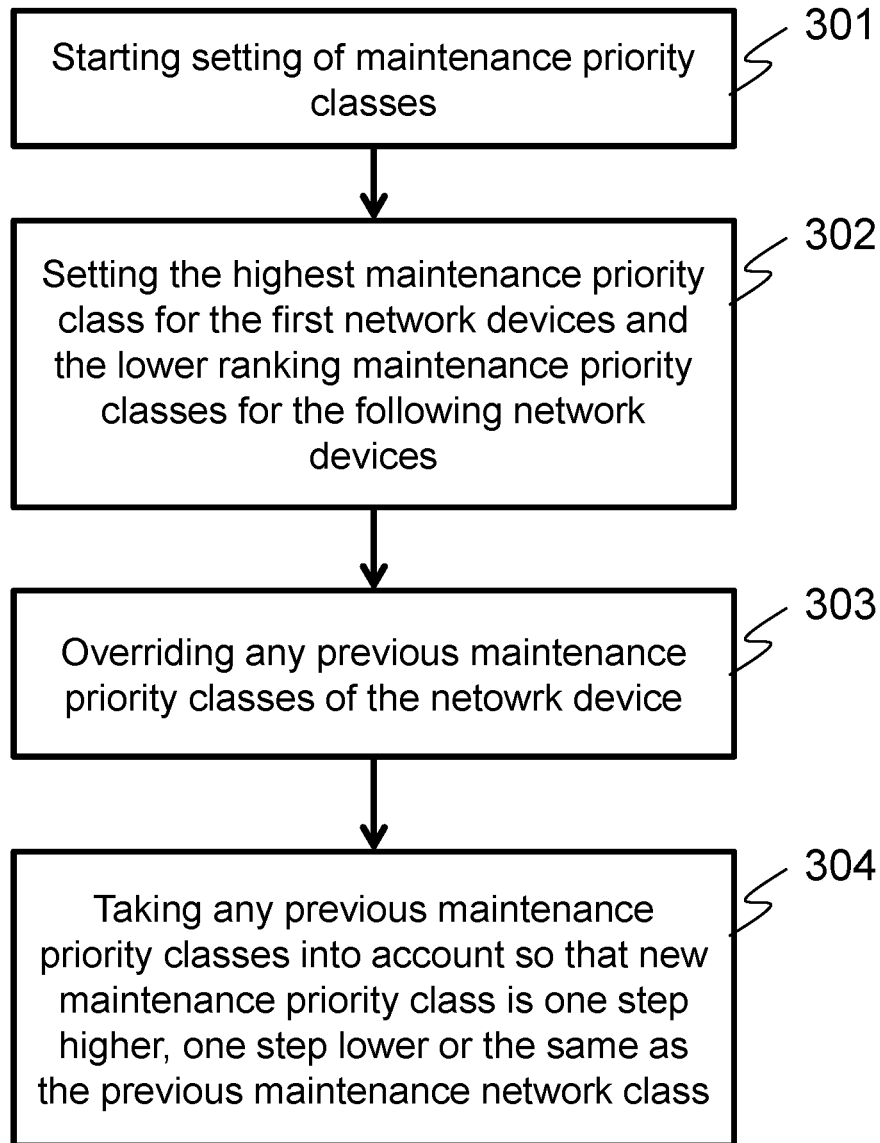 Starting setting of maintenance priority
classes
301
Setting the highest maintenance priority
class for the first network devices and
the lower ranking maintenance priority
classes for the following network
devices
302
Overriding any previous maintenance
priority classes of the netowrk device
303
Taking any previous maintenance
priority classes into account so that new
maintenance priority class is one step
higher, one step lower or the same as
the previous maintenance network class
304